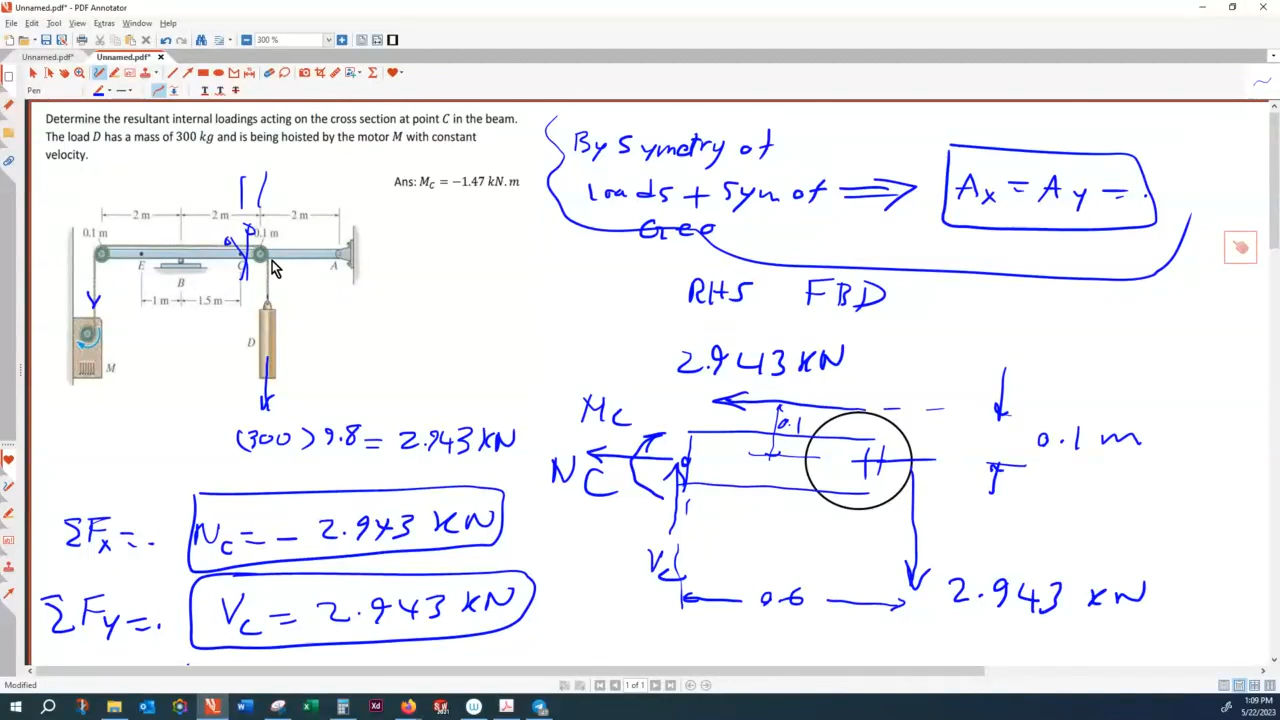 Unnamed.pdf* - PDF Annotator
File Edit Tool View Extras Window Help
300 %
Unnamed.pdf* Unnamed.pdf*
Pen
Determine the resultant internal loadings acting on the cross section at point C in the beam.
The load D has a mass of 300 kg and is being hoisted by the motor M with constant
velocity.
Ans: M_C = −1.47 kN.m
2 m 2 m 2 m
0.1 m 0.1 m
E C A
B
1 m 1.5 m
D
M
(300) 9.8 = 2.943 KN
ΣFx = . Nc = - 2.943 KN
ΣFy = . Vc = 2.943 KN
By Symetry of
Loads + Sym of ⟹ Ax = Ay = .
Geo
RHS FBD
2.943 KN
Mc
0.1
0.1 m
NC
Vc
0.6
2.943 KN
1 of 1
Modified
1:09 PM
5/22/2023